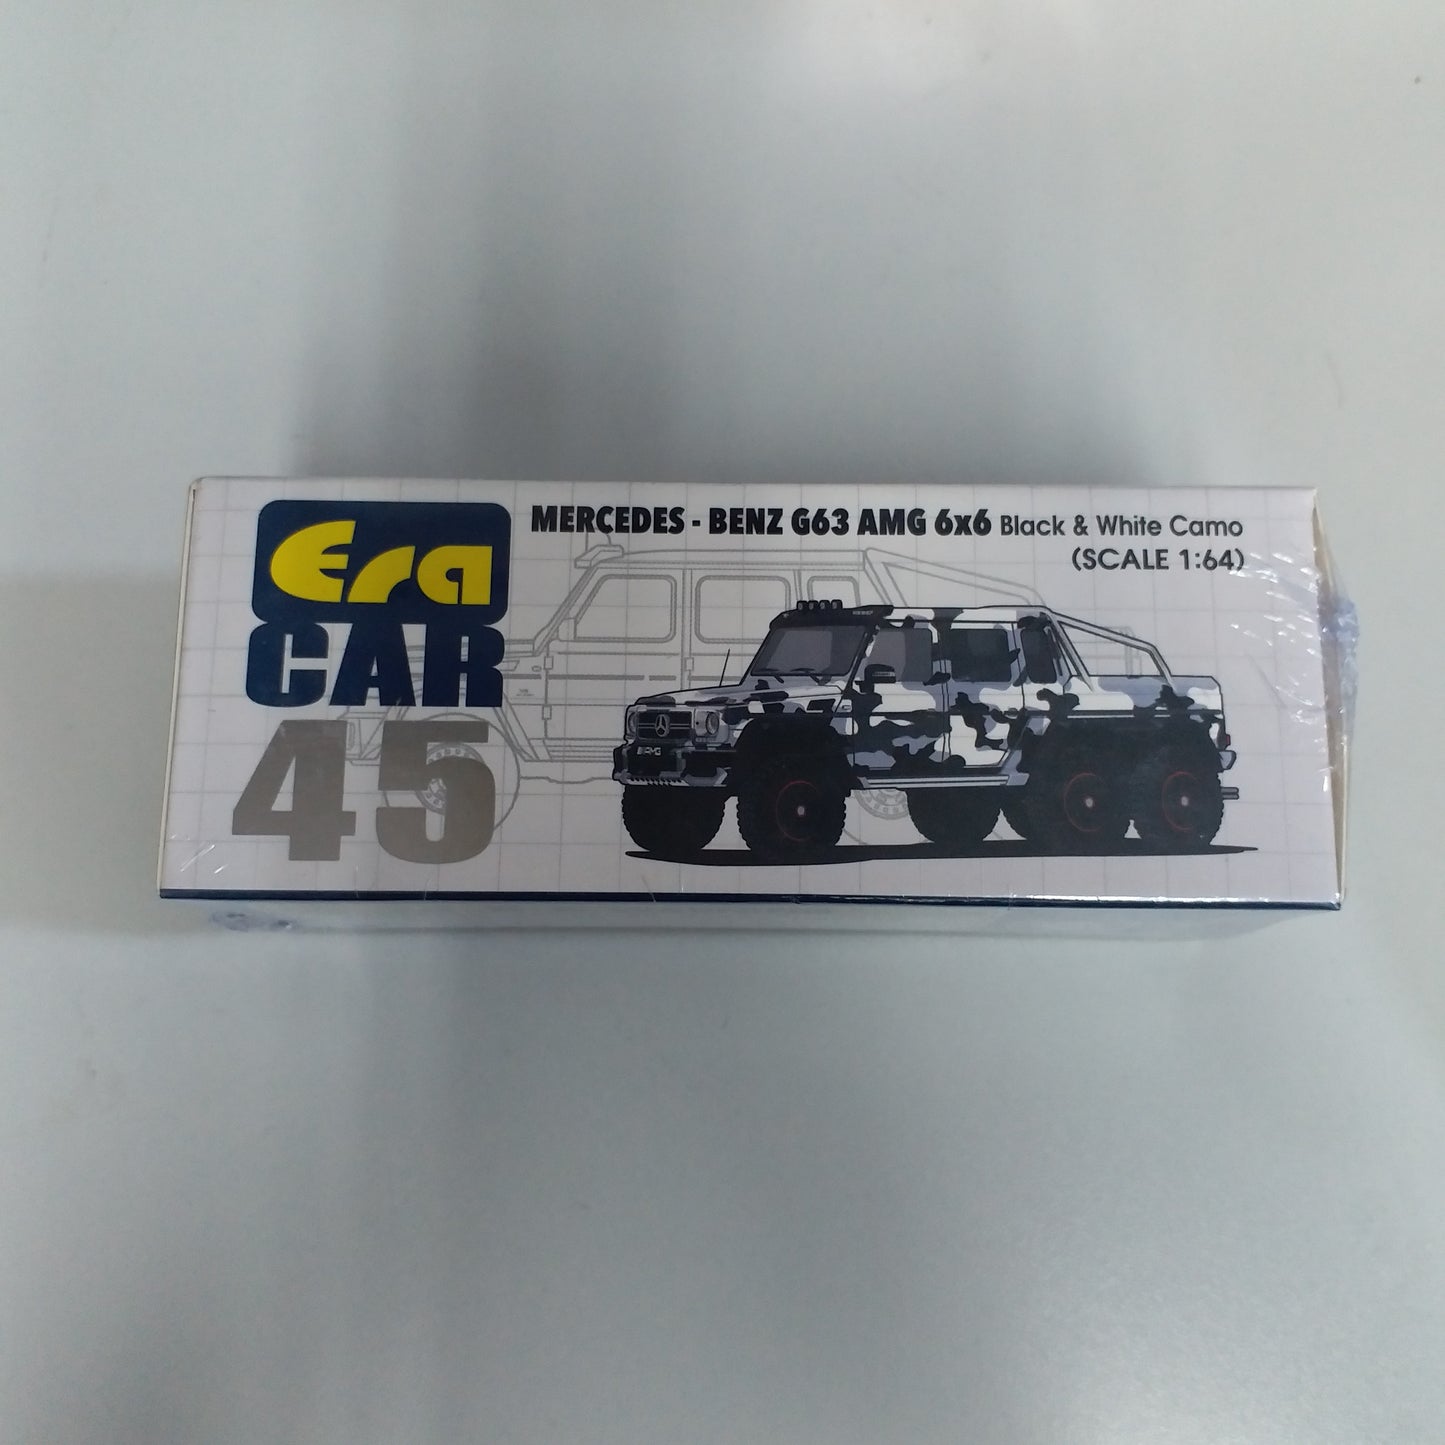 Era
CAR
45
MERCEDES - BENZ G63 AMG 6x6 Black & White Camo
(SCALE 1:64)
AMG